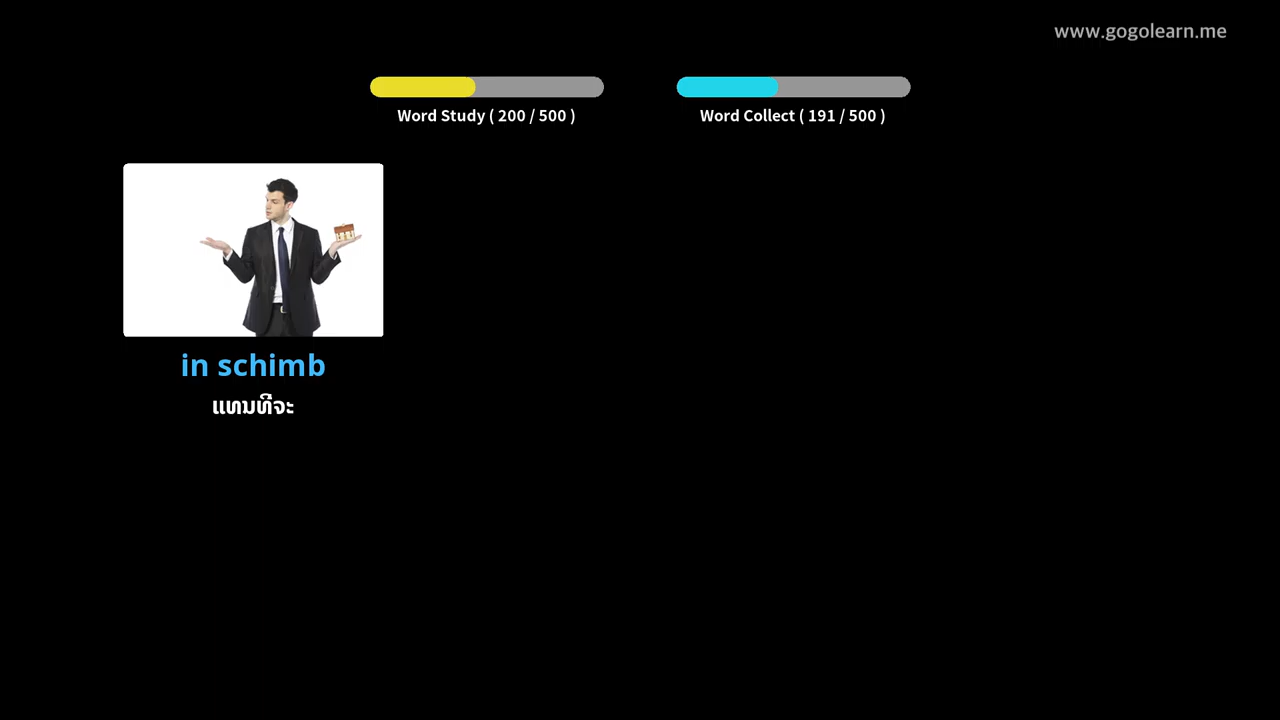 www.gogolearn.me
Word Study ( 200 / 500 )
Word Collect ( 191 / 500 )
in schimb
ແທນທີ່ຈະ